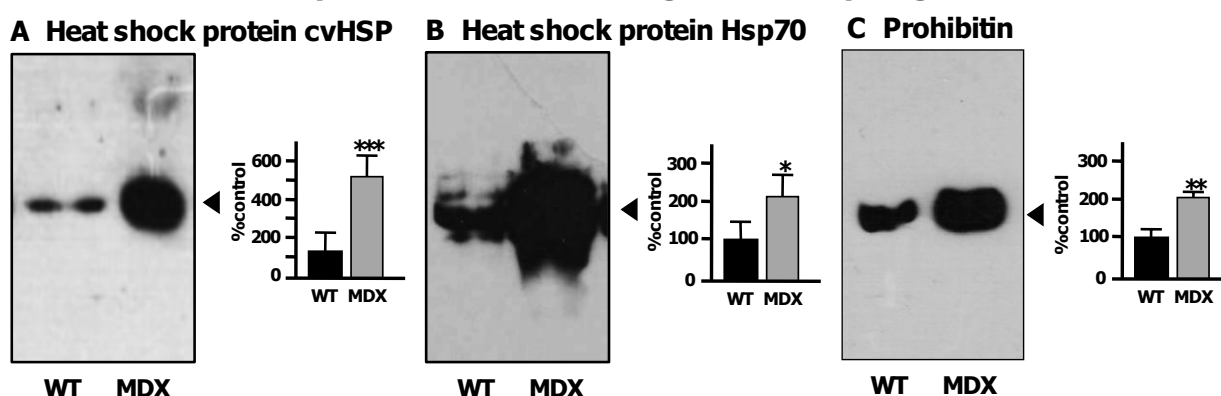 A Heat shock protein cvHSP
600
400
200
0
%control
***
WT MDX
WT MDX
B Heat shock protein Hsp70
300
200
100
0
%control
*
WT MDX
WT MDX
C Prohibitin
300
200
100
0
%control
**
WT MDX
WT MDX